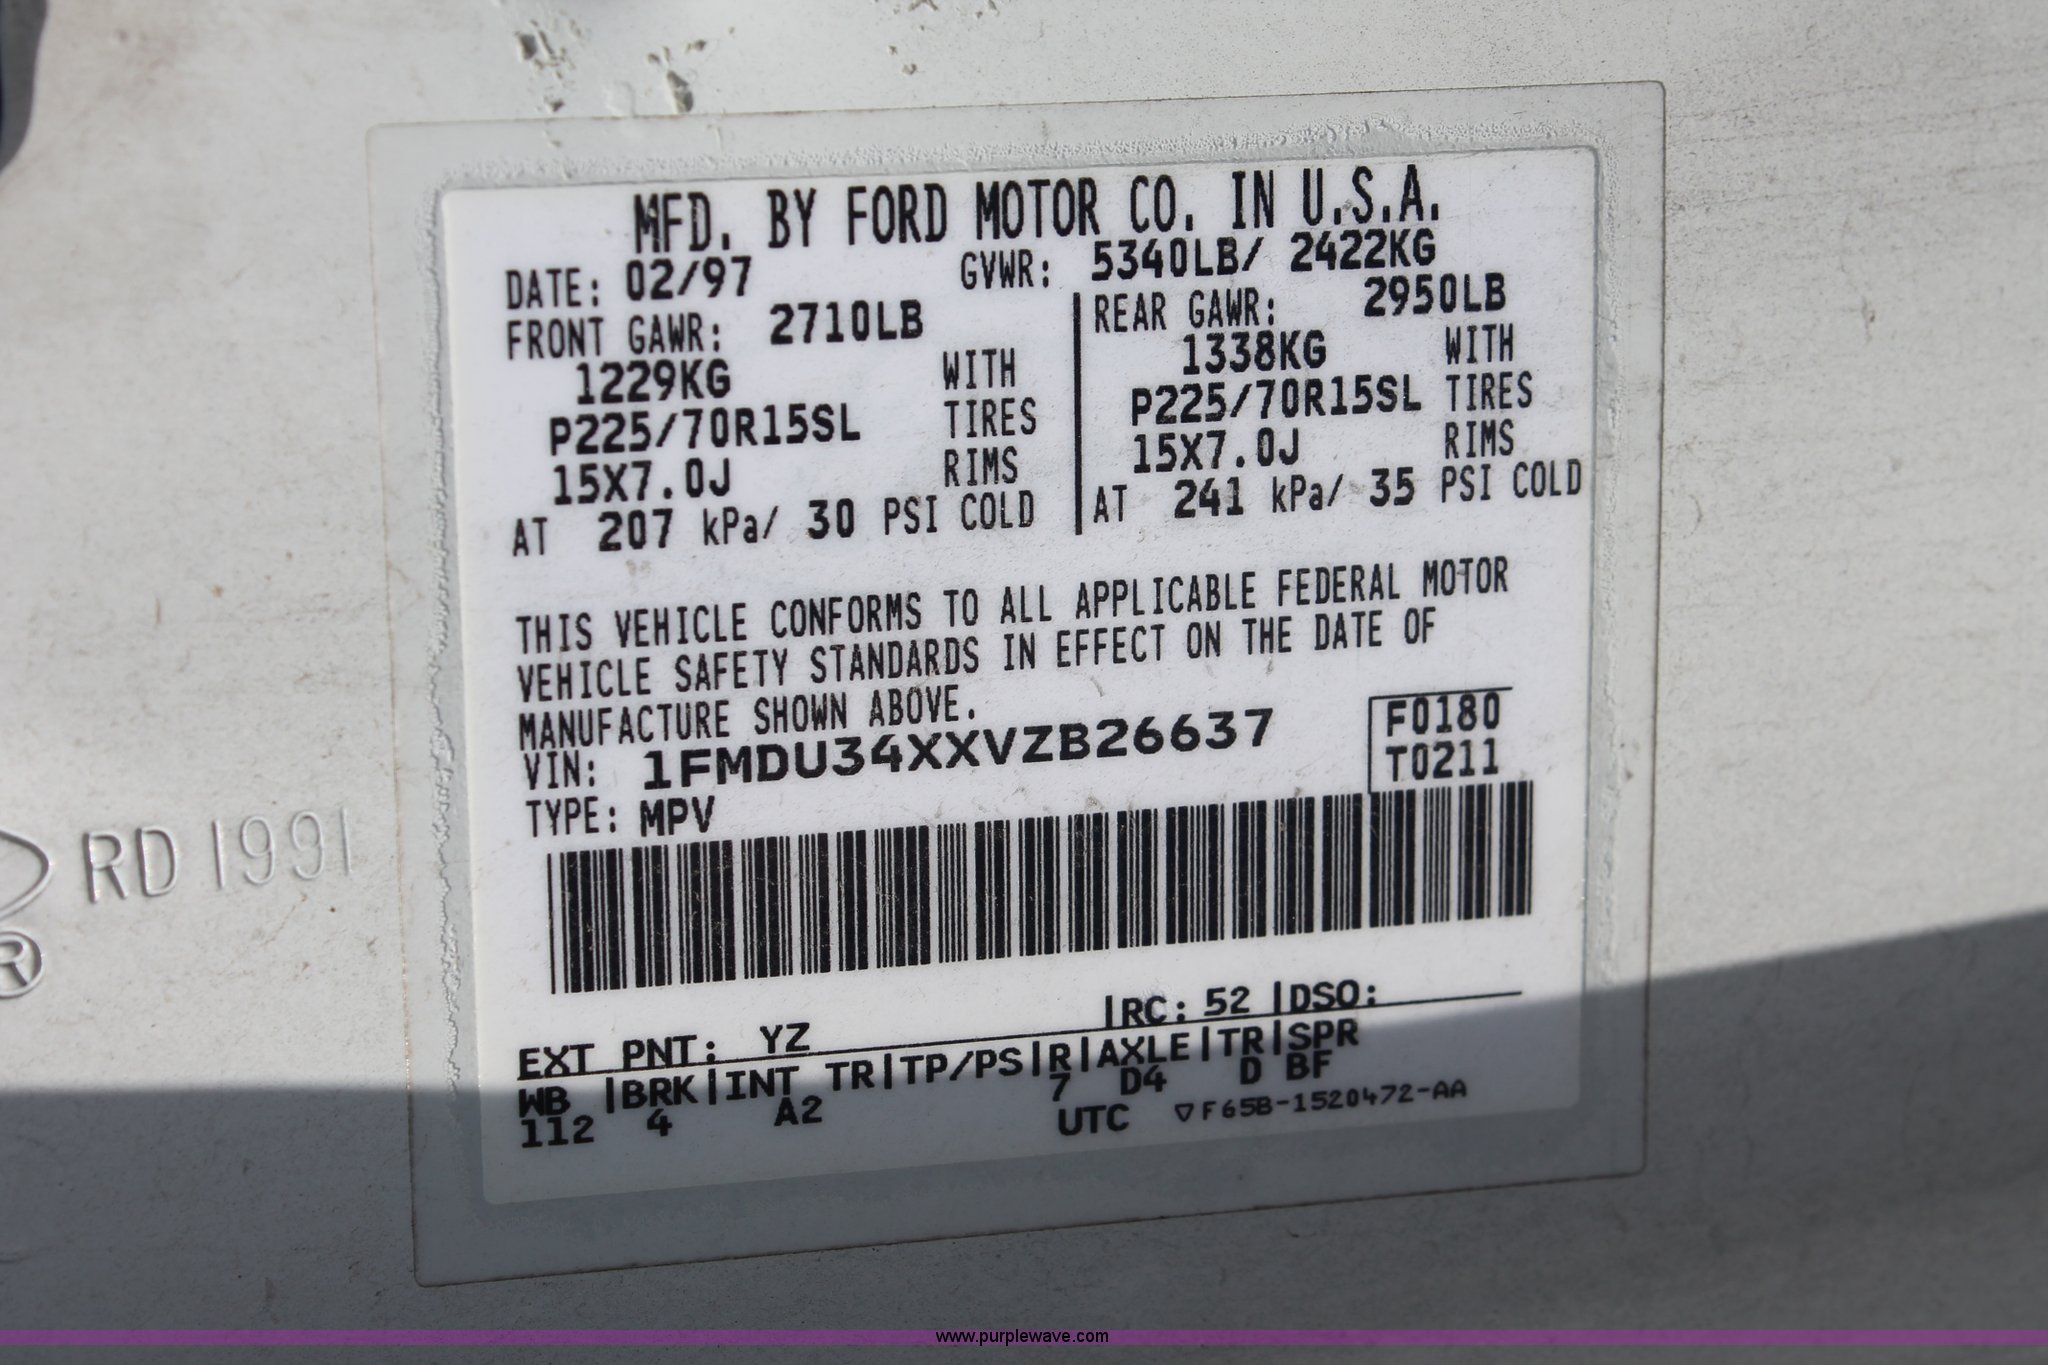 MFD. BY FORD MOTOR CO. IN U.S.A.
DATE: 02/97 GVWR: 5340LB/ 2422KG
FRONT GAWR: 2710LB REAR GAWR: 2950LB
1229KG WITH 1338KG WITH
P225/70R15SL TIRES P225/70R15SL TIRES
15X7.0J RIMS 15X7.0J RIMS
AT 207 kPa/ 30 PSI COLD AT 241 kPa/ 35 PSI COLD
THIS VEHICLE CONFORMS TO ALL APPLICABLE FEDERAL MOTOR
VEHICLE SAFETY STANDARDS IN EFFECT ON THE DATE OF
MANUFACTURE SHOWN ABOVE.
VIN: 1FMDU34XXVZB26637
F0180
T0211
TYPE: MPV
RD 1991
®
EXT PNT: YZ |RC: 52 |DSO:
WB |BRK|INT TR|TP/PS|R|AXLE|TR|SPR
112 4 A2 7 D4 D BF
UTC ▽F65B-1520472-AA
www.purplewave.com